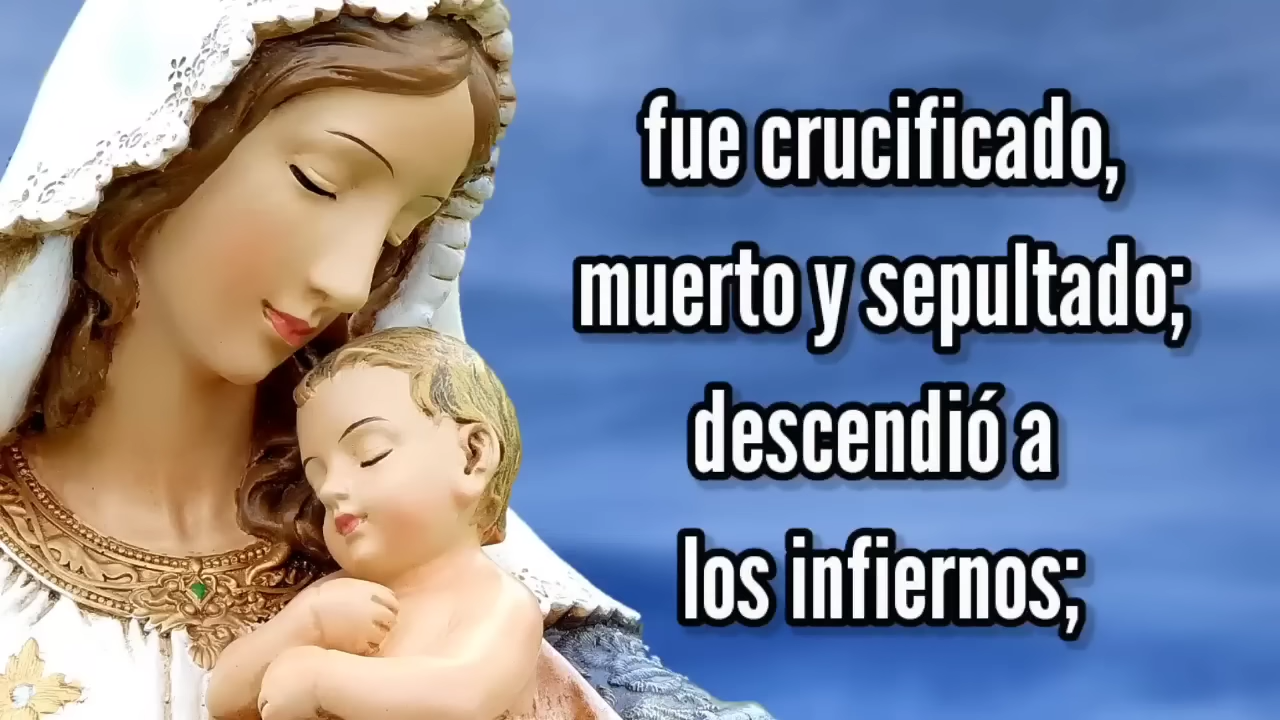 fue crucificado,
muerto y sepultado;
descendió a
los infiernos;